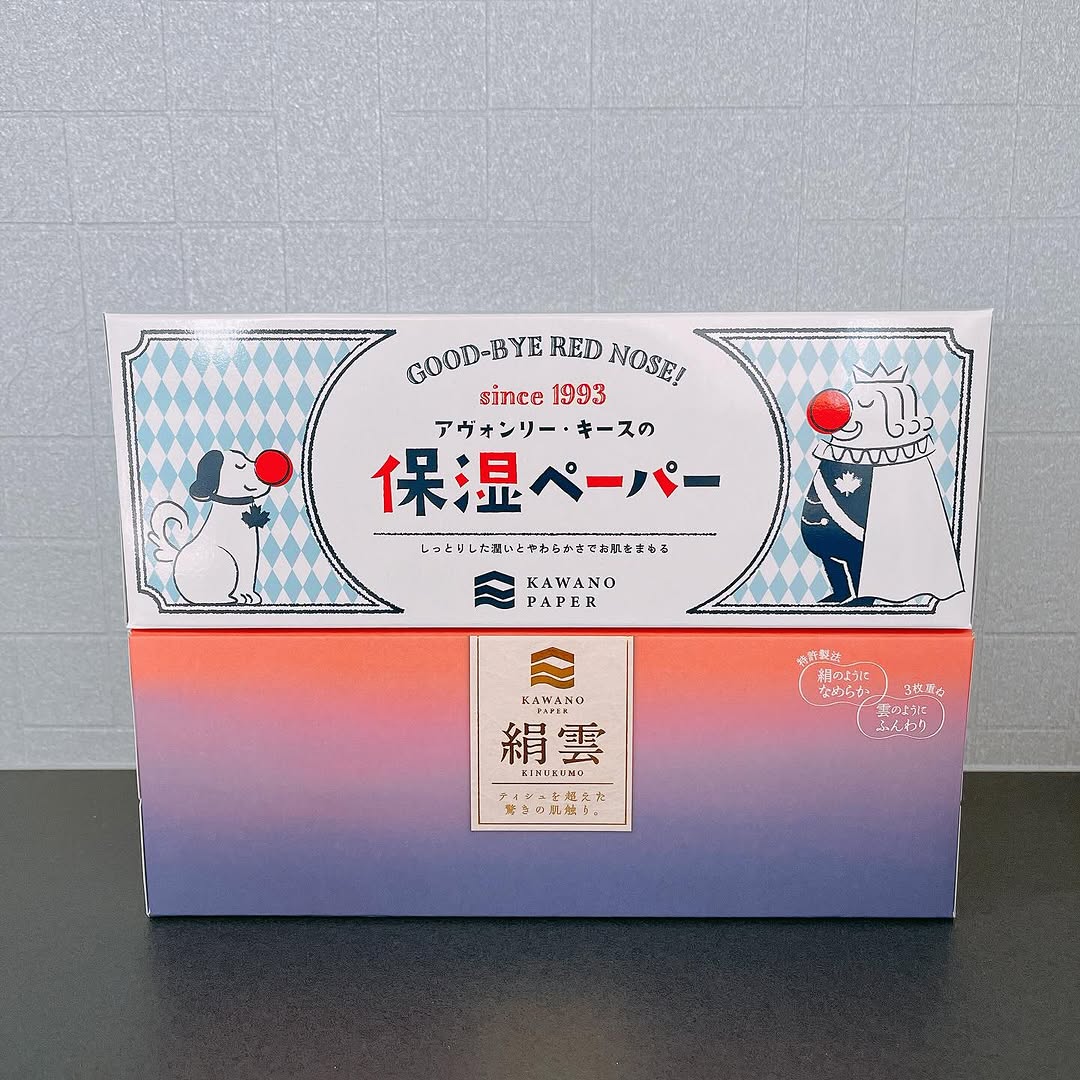 GOOD-BYE RED NOSE!
since 1993
アヴォンリー・キースの
保湿ペーパー
しっとりした潤いとやわらかさでお肌をまもる
KAWANO
PAPER
KAWANO
PAPER
絹雲
KINUKUMO
ティシュを超えた
驚きの肌触り。
特許製法
絹のように
なめらか
3枚重ね
雲のように
ふんわり